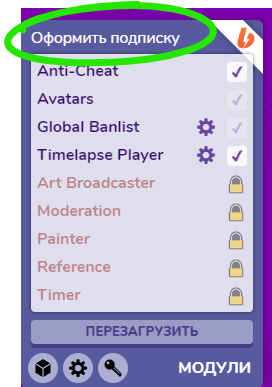 Оформить подписку
Anti-Cheat
Avatars
Global Banlist
Timelapse Player
Art Broadcaster
Moderation
Painter
Reference
Timer
ПЕРЕЗАГРУЗИТЬ
МОДУЛИ